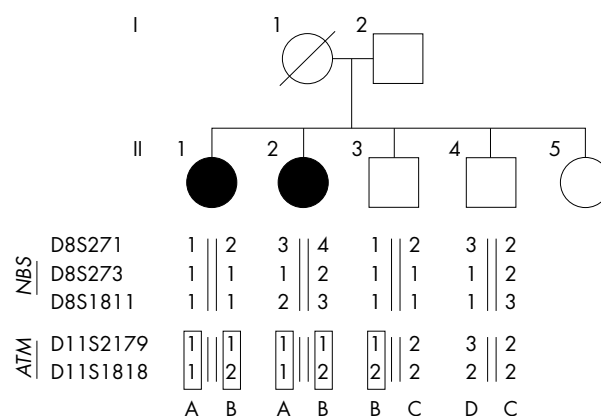 I 1 2
II 1 2 3 4 5
NBS
D8S271 1 2 3 4 1 2 3 2
D8S273 1 1 1 2 1 1 1 2
D8S1811 1 1 2 3 1 1 1 3
ATM
D11S2179 1 1 1 1 1 2 3 2
D11S1818 1 2 1 2 2 2 2 2
A B A B B C D C